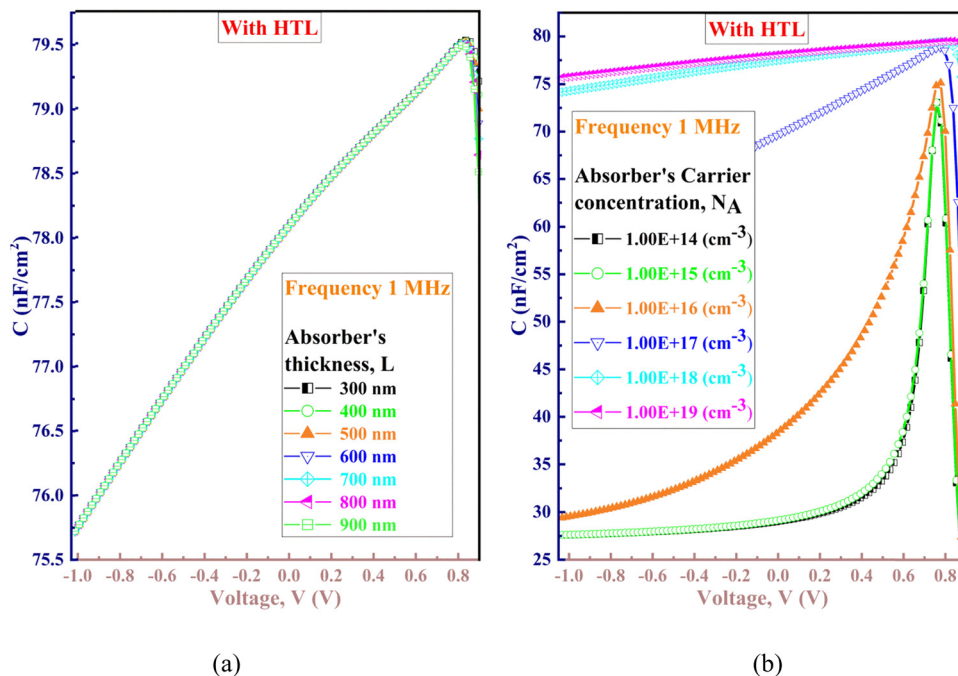 With HTL
79.5
79.0
78.5
78.0
77.5
77.0
76.5
76.0
75.5
C (nF/cm2)
Frequency 1 MHz
Absorber's
thickness, L
300 nm
400 nm
500 nm
600 nm
700 nm
800 nm
900 nm
-1.0 -0.8 -0.6 -0.4 -0.2 0.0 0.2 0.4 0.6 0.8
Voltage, V (V)
(a)
With HTL
80
75
70
65
60
55
50
45
40
35
30
25
C (nF/cm2)
Frequency 1 MHz
Absorber's Carrier
concentration, NA
1.00E+14 (cm-3)
1.00E+15 (cm-3)
1.00E+16 (cm-3)
1.00E+17 (cm-3)
1.00E+18 (cm-3)
1.00E+19 (cm-3)
-1.0 -0.8 -0.6 -0.4 -0.2 0.0 0.2 0.4 0.6 0.8
Voltage, V (V)
(b)